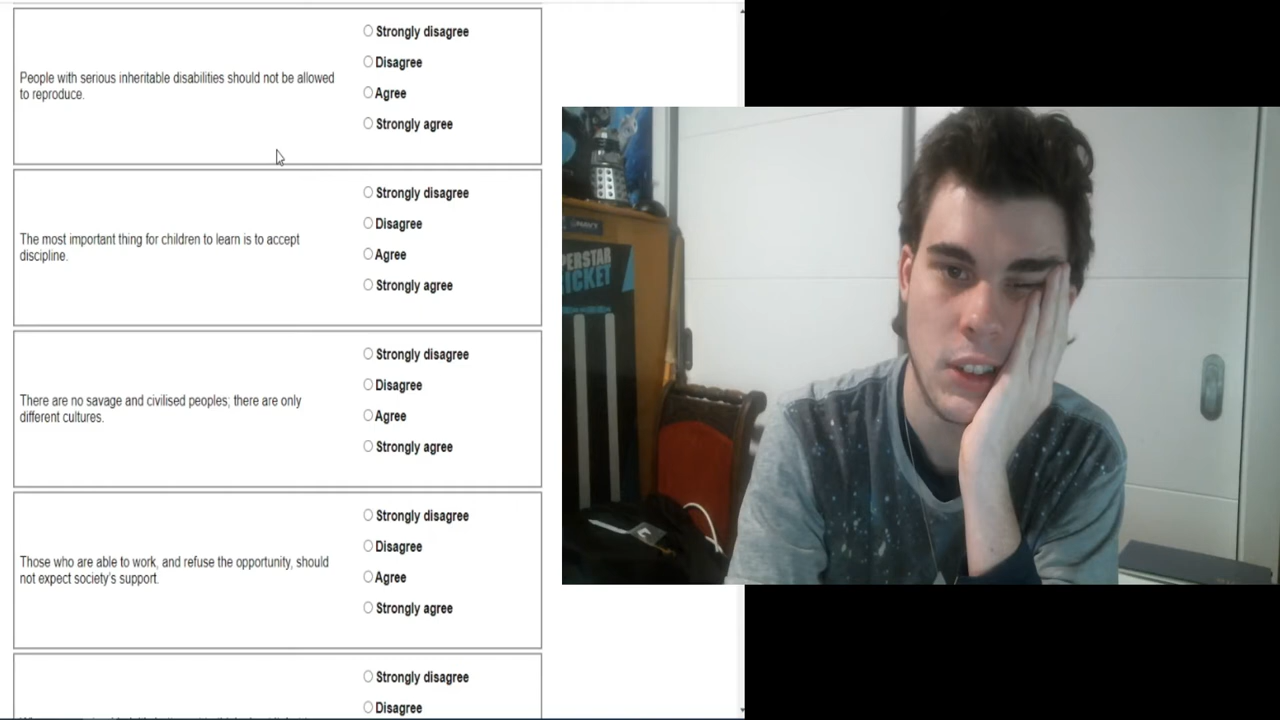 Strongly disagree
Disagree
People with serious inheritable disabilities should not be allowed
to reproduce.
Agree
Strongly agree
Strongly disagree
Disagree
The most important thing for children to learn is to accept
discipline.
Agree
Strongly agree
Strongly disagree
Disagree
There are no savage and civilised peoples; there are only
different cultures.
Agree
Strongly agree
Strongly disagree
Disagree
Those who are able to work, and refuse the opportunity, should
not expect society's support.
Agree
Strongly agree
Strongly disagree
Disagree